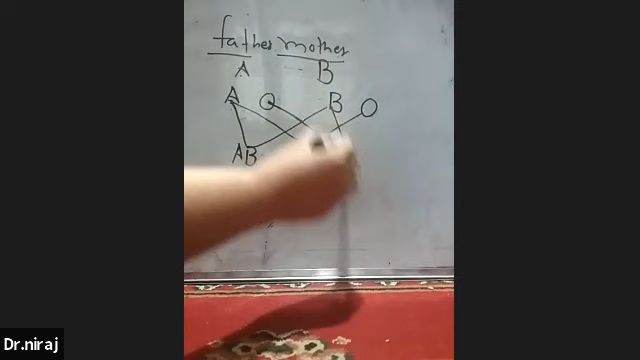 father mother
A -- B
A O B O
AB
Dr.niraj